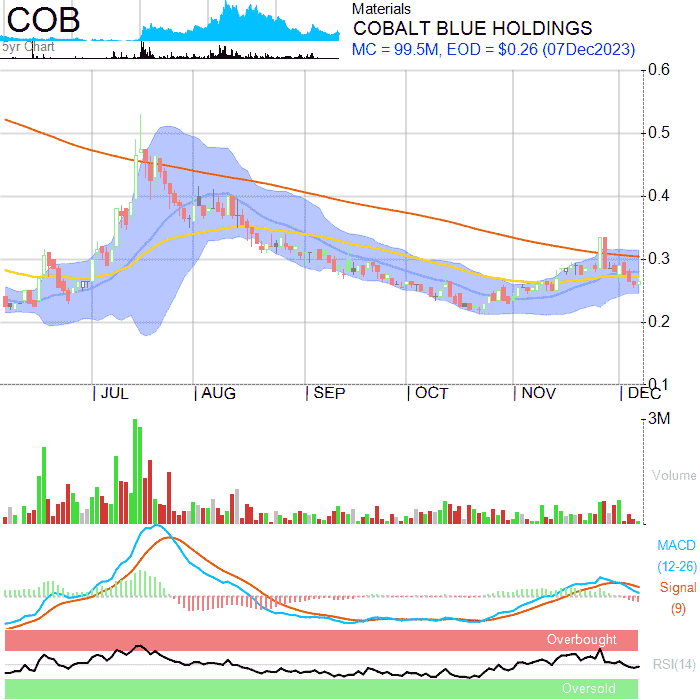 COB
5yr Chart
Materials
COBALT BLUE HOLDINGS
MC = 99.5M, EOD = $0.26 (07Dec2023)
0.6
0.5
0.4
0.3
0.2
0.1
JUL AUG SEP OCT NOV DEC
3M
Volume
MACD
(12-26)
Signal
(9)
Overbought
RSI(14)
Oversold